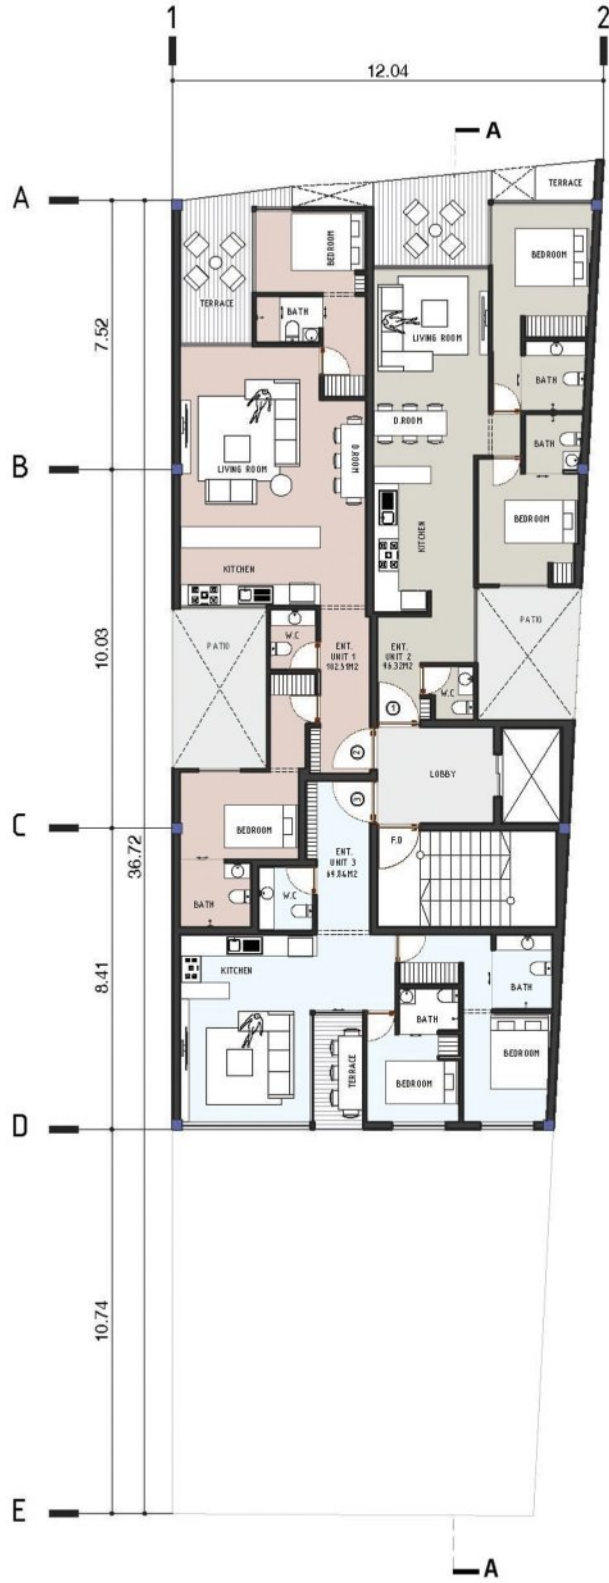 1
2
12.04
A
A
TERRACE
BEDROOM
BEDROOM
TERRACE
BATH
7.52
LIVING ROOM
BATH
D.ROOM
BATH
B
LIVING ROOM
D.ROOM
BEDROOM
KITCHEN
KITCHEN
10.03
PATIO
W.C
ENT.
UNIT 1
102.51M2
ENT.
UNIT 2
96.32M2
PATIO
W.C
1
2
LOBBY
3
C
BEDROOM
F.D
36.72
ENT.
UNIT 3
69.84M2
BATH
W.C
KITCHEN
8.41
BATH
BATH
TERRACE
BEDROOM
BEDROOM
D
10.74
E
A